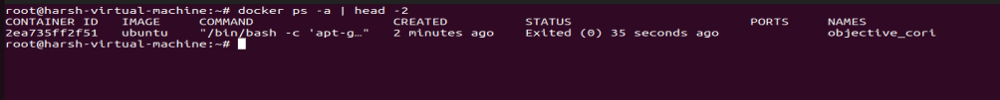 root@harsh-virtual-machine:~# docker ps -a | head -2
CONTAINER ID   IMAGE     COMMAND                  CREATED         STATUS                      PORTS     NAMES
2ea735ff2f51   ubuntu    "/bin/bash -c 'apt-g…"   2 minutes ago   Exited (0) 35 seconds ago             objective_cori
root@harsh-virtual-machine:~#